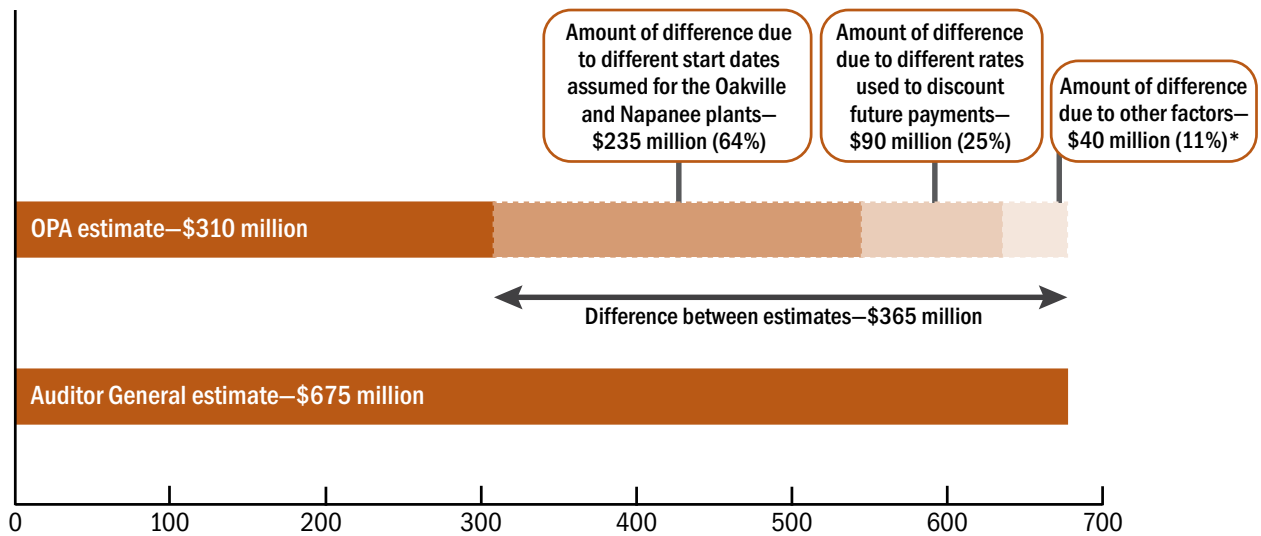 Amount of difference due
to different start dates
assumed for the Oakville
and Napanee plants—
$235 million (64%)
Amount of difference
due to different rates
used to discount
future payments—
$90 million (25%)
Amount of difference
due to other factors—
$40 million (11%)*
OPA estimate—$310 million
Difference between estimates—$365 million
Auditor General estimate—$675 million
0 100 200 300 400 500 600 700